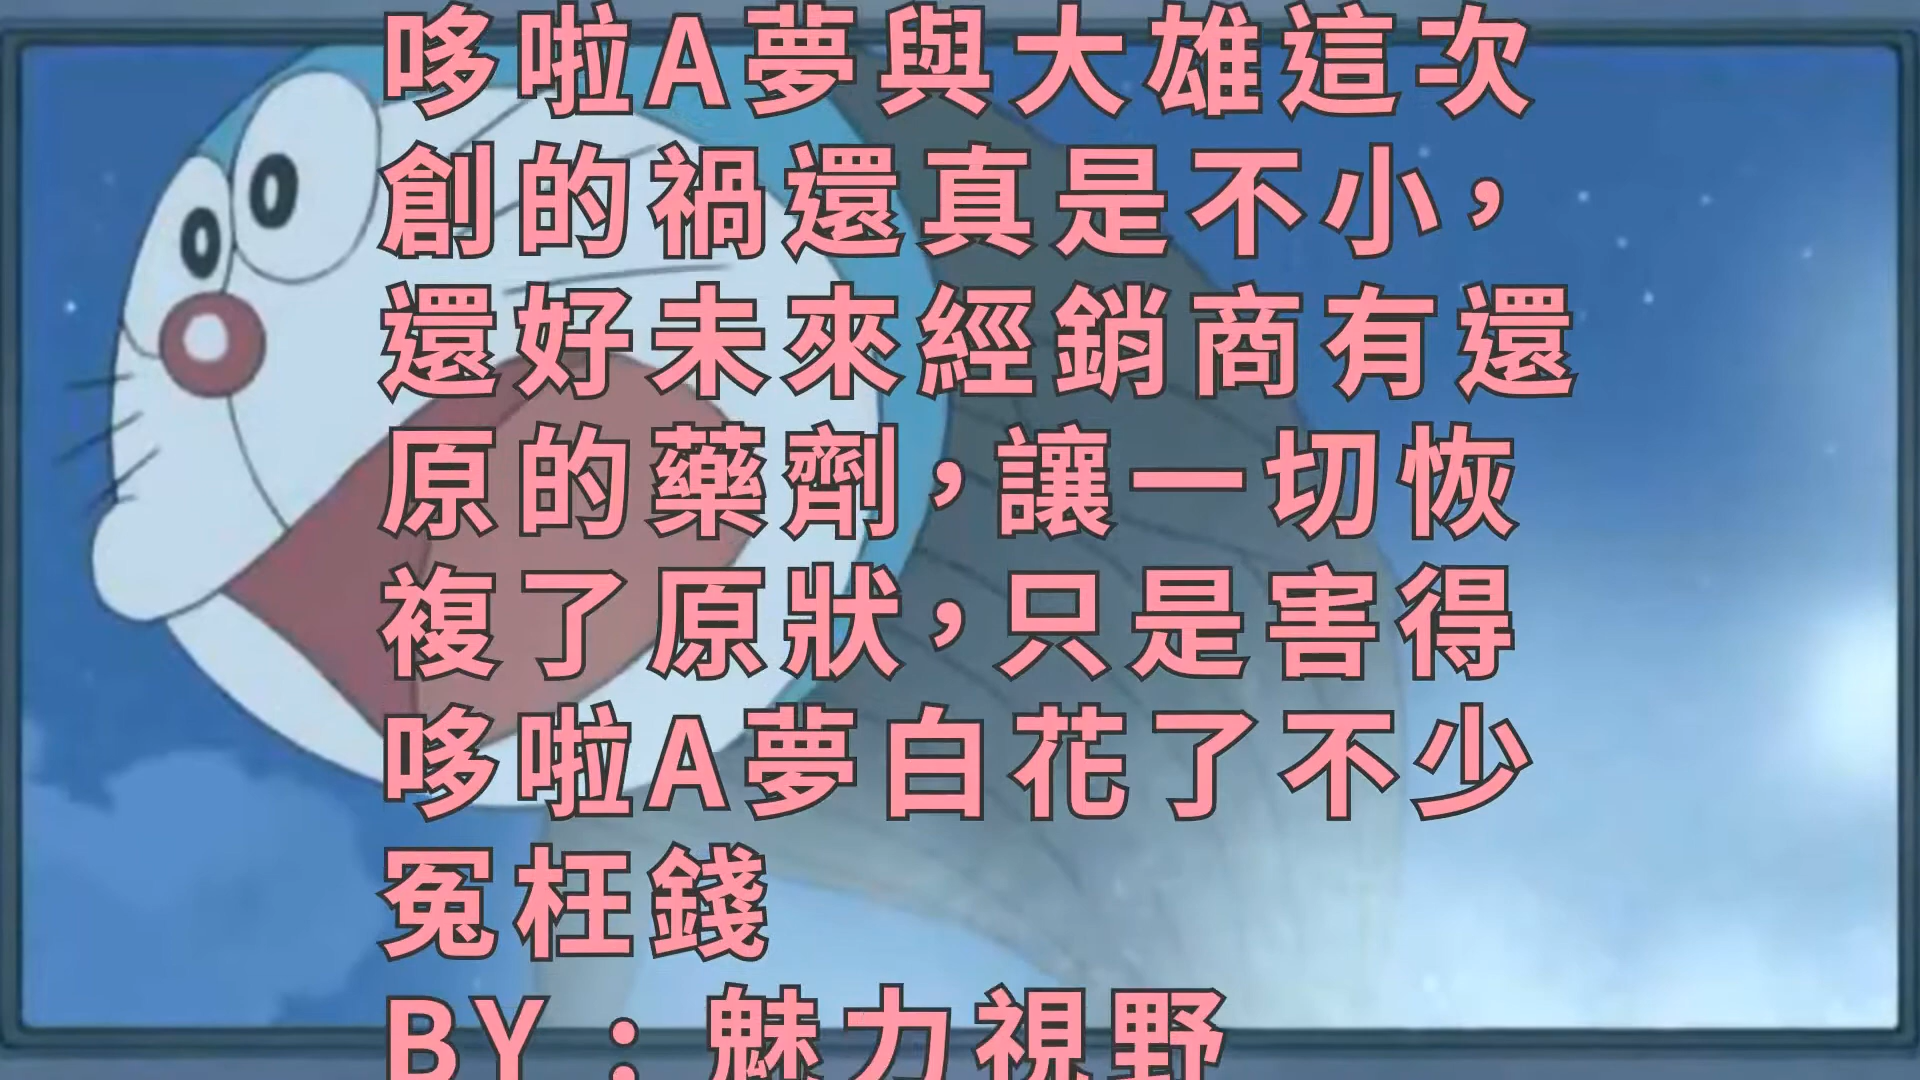 哆啦A夢與大雄這次
創的禍還真是不小，
還好未來經銷商有還
原的藥劑，讓一切恢
複了原狀，只是害得
哆啦A夢白花了不少
冤枉錢
BY：魅力視野